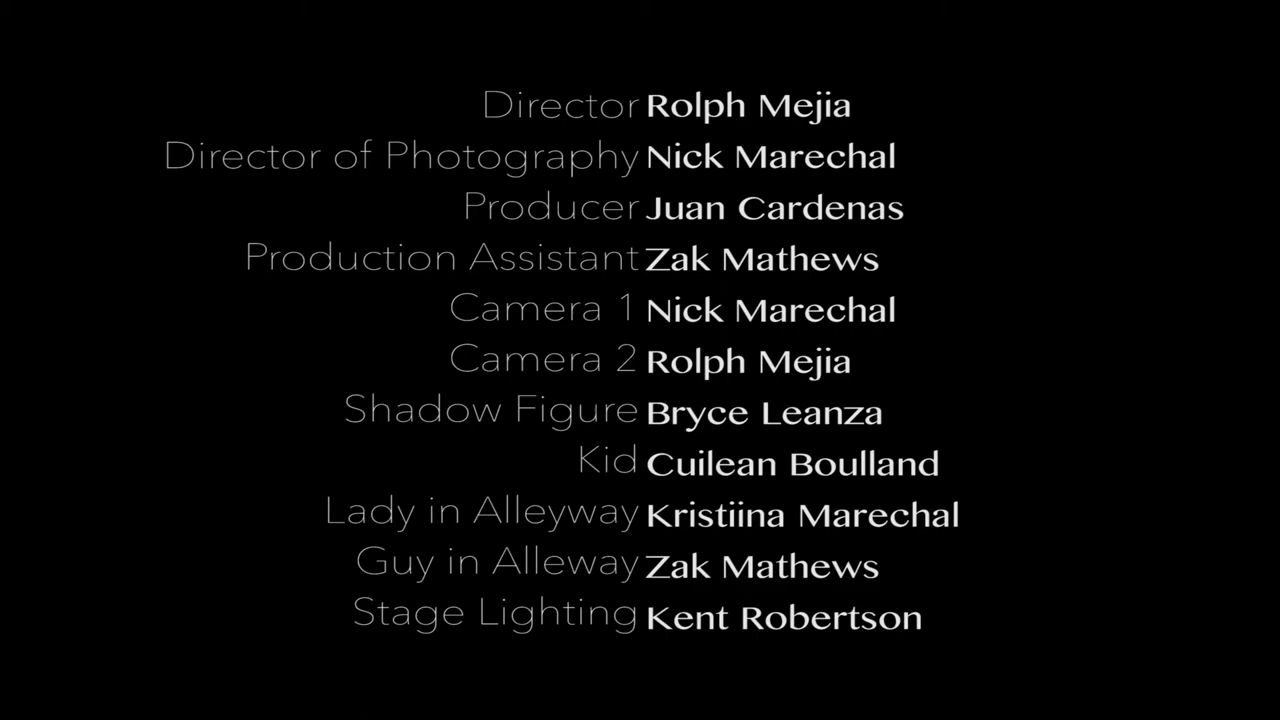 Director Rolph Mejia
Director of Photography Nick Marechal
Producer Juan Cardenas
Production Assistant Zak Mathews
Camera 1 Nick Marechal
Camera 2 Rolph Mejia
Shadow Figure Bryce Leanza
Kid Cuilean Boulland
Lady in Alleyway Kristiina Marechal
Guy in Alleway Zak Mathews
Stage Lighting Kent Robertson